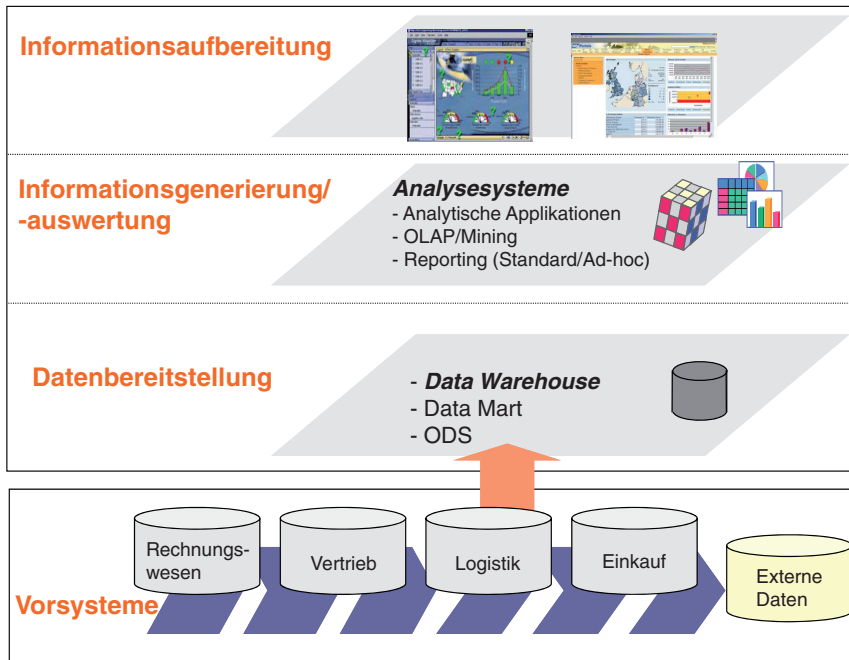 Informationsaufbereitung
Informationsgenerierung/
-auswertung
Analysesysteme
- Analytische Applikationen
- OLAP/Mining
- Reporting (Standard/Ad-hoc)
Datenbereitstellung
- Data Warehouse
- Data Mart
- ODS
Rechnungs-
wesen
Vertrieb
Logistik
Einkauf
Externe
Daten
Vorsysteme